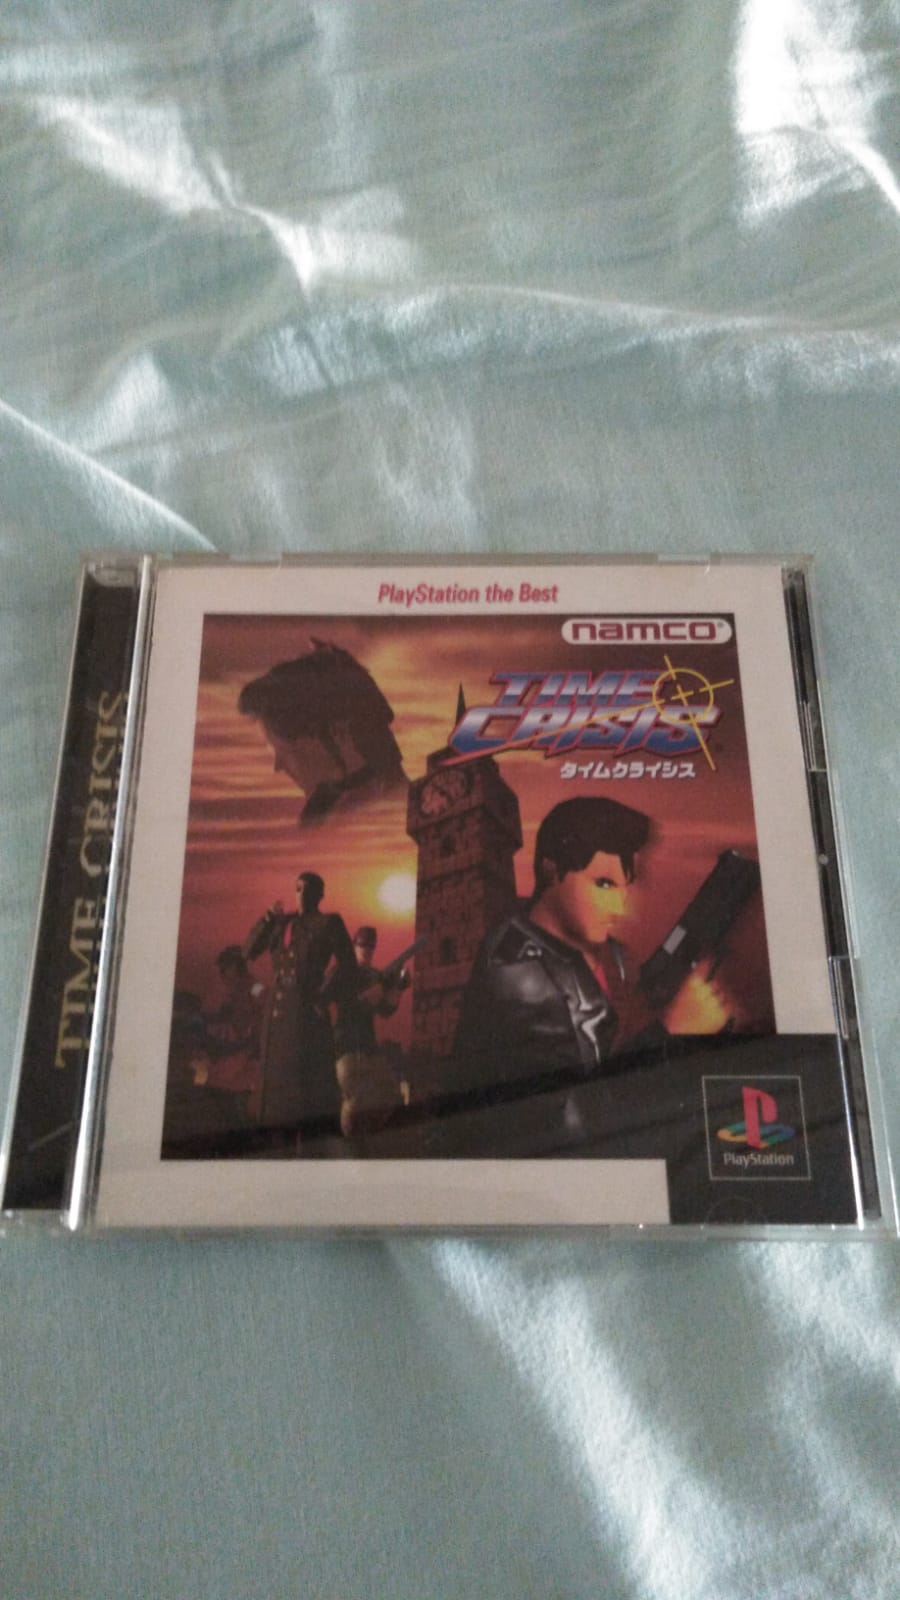 PlayStation the Best
namco®
TIME
CRISIS
タイムクライシス
TIME CRISIS
PlayStation